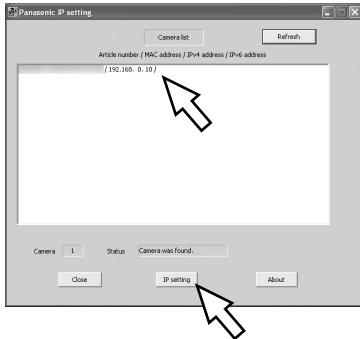 Panasonic IP setting
Camera list
Refresh
Article number / MAC address / IPv4 address / IPv6 address
/ 192.168. 0. 10 /
Camera 1 Status Camera was found.
Close IP setting About